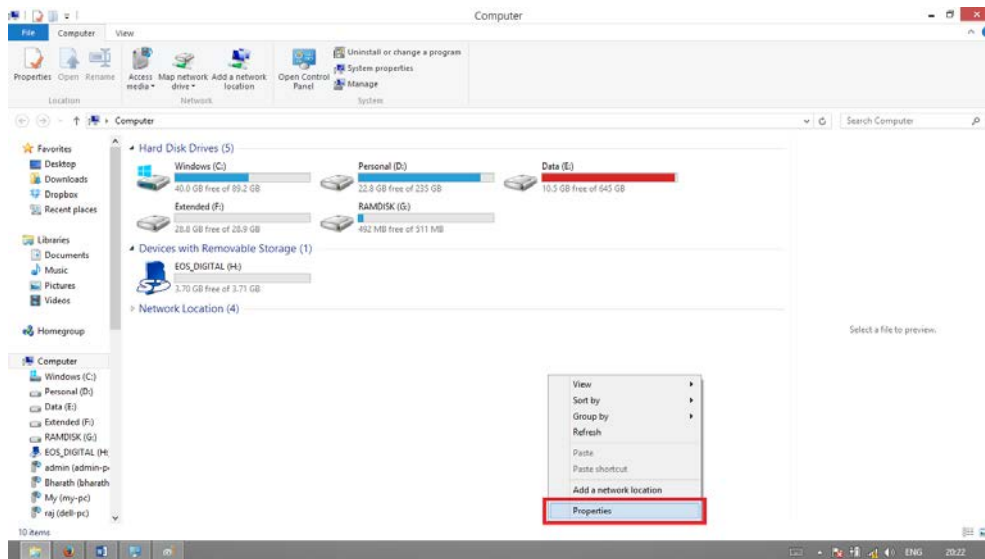 Computer
File Computer View
Properties Open Rename
Access media
Map network drive
Add a network location
Open Control Panel
Uninstall or change a program
System properties
Manage
Location
Network
System
Computer
Search Computer
Favorites
Desktop
Downloads
Dropbox
Recent places
Libraries
Documents
Music
Pictures
Videos
Homegroup
Computer
Windows (C:)
Personal (D:)
Data (E:)
Extended (F:)
RAMDISK (G:)
EOS_DIGITAL (H:
admin (admin-p
Bharath (bharath
My (my-pc)
raj (dell-pc)
Hard Disk Drives (5)
Windows (C:)
40.0 GB free of 89.2 GB
Personal (D:)
22.8 GB free of 235 GB
Data (E:)
10.5 GB free of 645 GB
Extended (F:)
28.8 GB free of 28.9 GB
RAMDISK (G:)
492 MB free of 511 MB
Devices with Removable Storage (1)
EOS_DIGITAL (H:)
3.70 GB free of 3.71 GB
Network Location (4)
Select a file to preview.
View
Sort by
Group by
Refresh
Paste
Paste shortcut
Add a network location
Properties
10 items
ENG 20:22